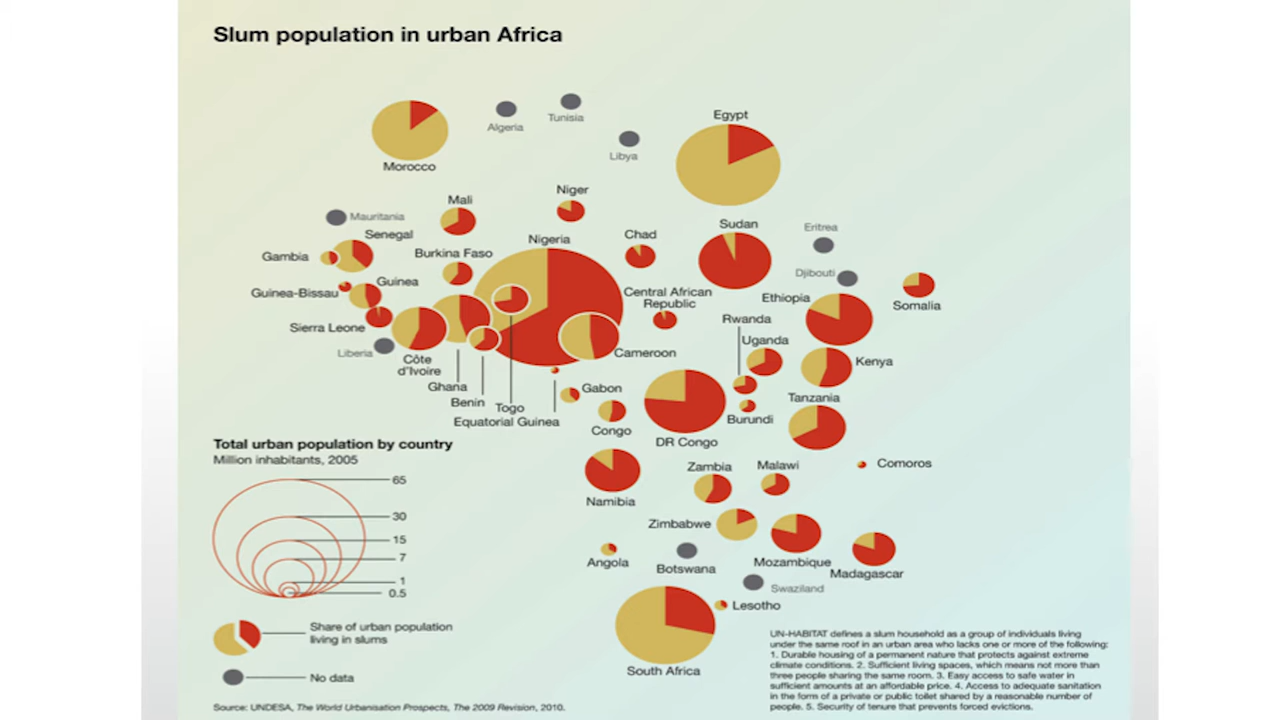 Slum population in urban Africa
Egypt
Tunisia
Algeria
Libya
Morocco
Niger
Mali
Mauritania
Senegal
Sudan
Eritrea
Chad
Nigeria
Burkina Faso
Gambia
Djibouti
Guinea
Guinea-Bissau
Central African
Republic
Ethiopia
Somalia
Rwanda
Sierra Leone
Uganda
Liberia
Cameroon
Côte
d'Ivoire
Kenya
Ghana
Gabon
Benin
Togo
Tanzania
Equatorial Guinea
Burundi
Congo
DR Congo
Total urban population by country
Million inhabitants, 2005
65
30
15
7
1
0.5
Zambia
Malawi
Comoros
Namibia
Zimbabwe
Angola
Botswana
Mozambique
Madagascar
Swaziland
Lesotho
South Africa
Share of urban population
living in slums
No data
UN-HABITAT defines a slum household as a group of individuals living
under the same roof in an urban area who lacks one or more of the following:
1. Durable housing of a permanent nature that protects against extreme
climate conditions. 2. Sufficient living spaces, which means not more than
three people sharing the same room. 3. Easy access to safe water in
sufficient amounts at an affordable price. 4. Access to adequate sanitation
in the form of a private or public toilet shared by a reasonable number of
people. 5. Security of tenure that prevents forced evictions.
Source: UNDESA, The World Urbanisation Prospects, The 2009 Revision, 2010.